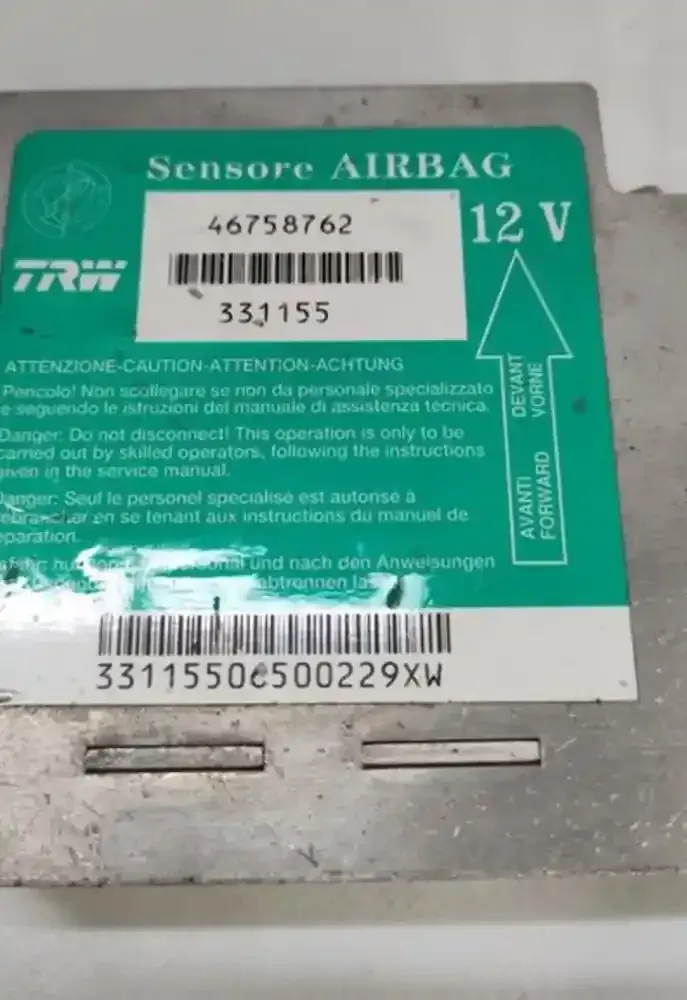 Sensore AIRBAG
46758762
12 V
TRW
331155
ATTENZIONE-CAUTION-ATTENTION-ACHTUNG
Pericolo! Non scollegare se non da personale specializzato
e seguendo le istruzioni del manuale di assistenza tecnica.
Danger: Do not disconnect! This operation is only to be
carried out by skilled operators, following the instructions
given in the service manual.
Danger: Seul le personel specialisé est autorisé à
en se tenant aux instructions du manuel de
reparation.
und nach den Anweisungen
abtrennen
AVANTI DEVANT
FORWARD VORNE
331155 500229XW